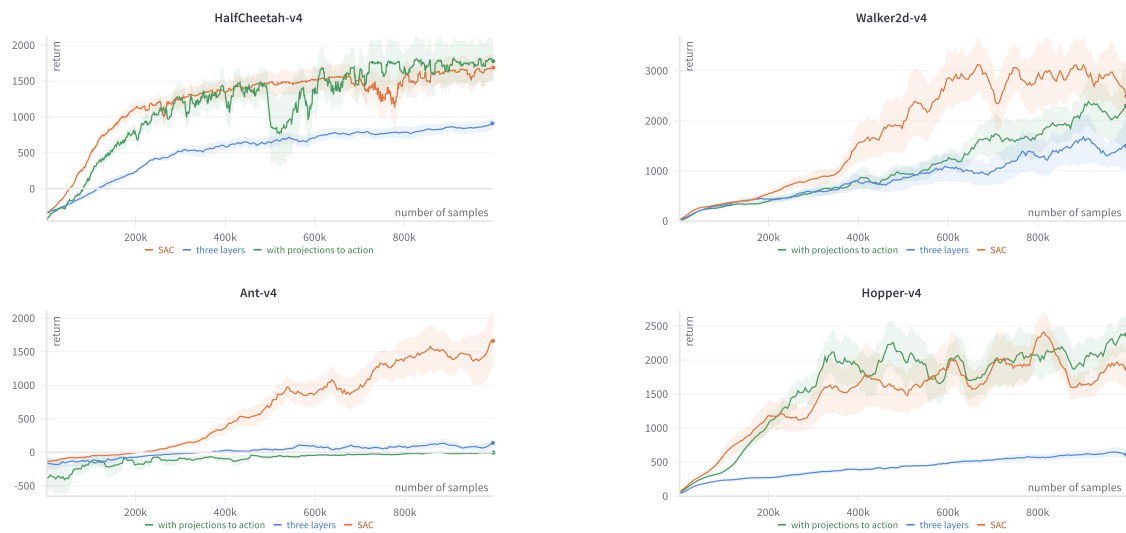 HalfCheetah-v4
return
2000
1500
1000
500
0
number of samples
200k 400k 600k 800k
SAC three layers with projections to action
Walker2d-v4
return
3000
2000
1000
0
number of samples
200k 400k 600k 800k
with projections to action three layers SAC
Ant-v4
return
2000
1500
1000
500
0
-500
number of samples
200k 400k 600k 800k
with projections to action three layers SAC
Hopper-v4
return
2500
2000
1500
1000
500
0
number of samples
200k 400k 600k 800k
with projections to action three layers SAC